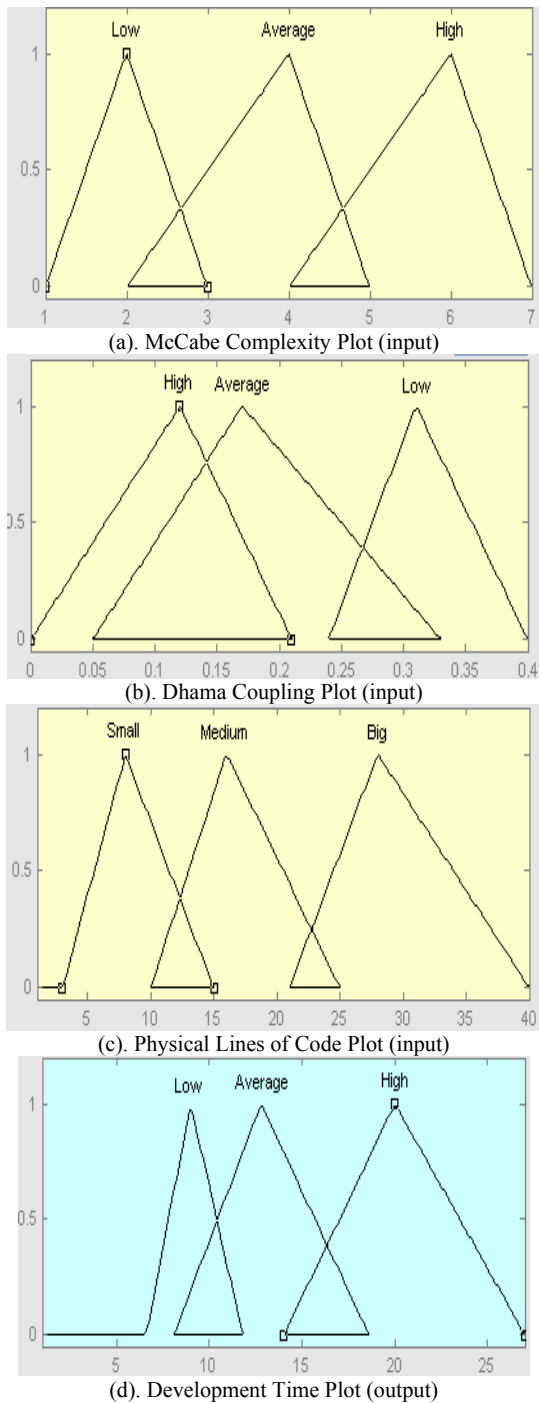 Low Average High
1
0.5
0
1 2 3 4 5 6 7
(a). McCabe Complexity Plot (input)
High Average Low
1
0.5
0
0 0.05 0.1 0.15 0.2 0.25 0.3 0.35 0.4
(b). Dhama Coupling Plot (input)
Small Medium Big
1
0.5
0
5 10 15 20 25 30 35 40
(c). Physical Lines of Code Plot (input)
Low Average High
1
0.5
0
5 10 15 20 25
(d). Development Time Plot (output)